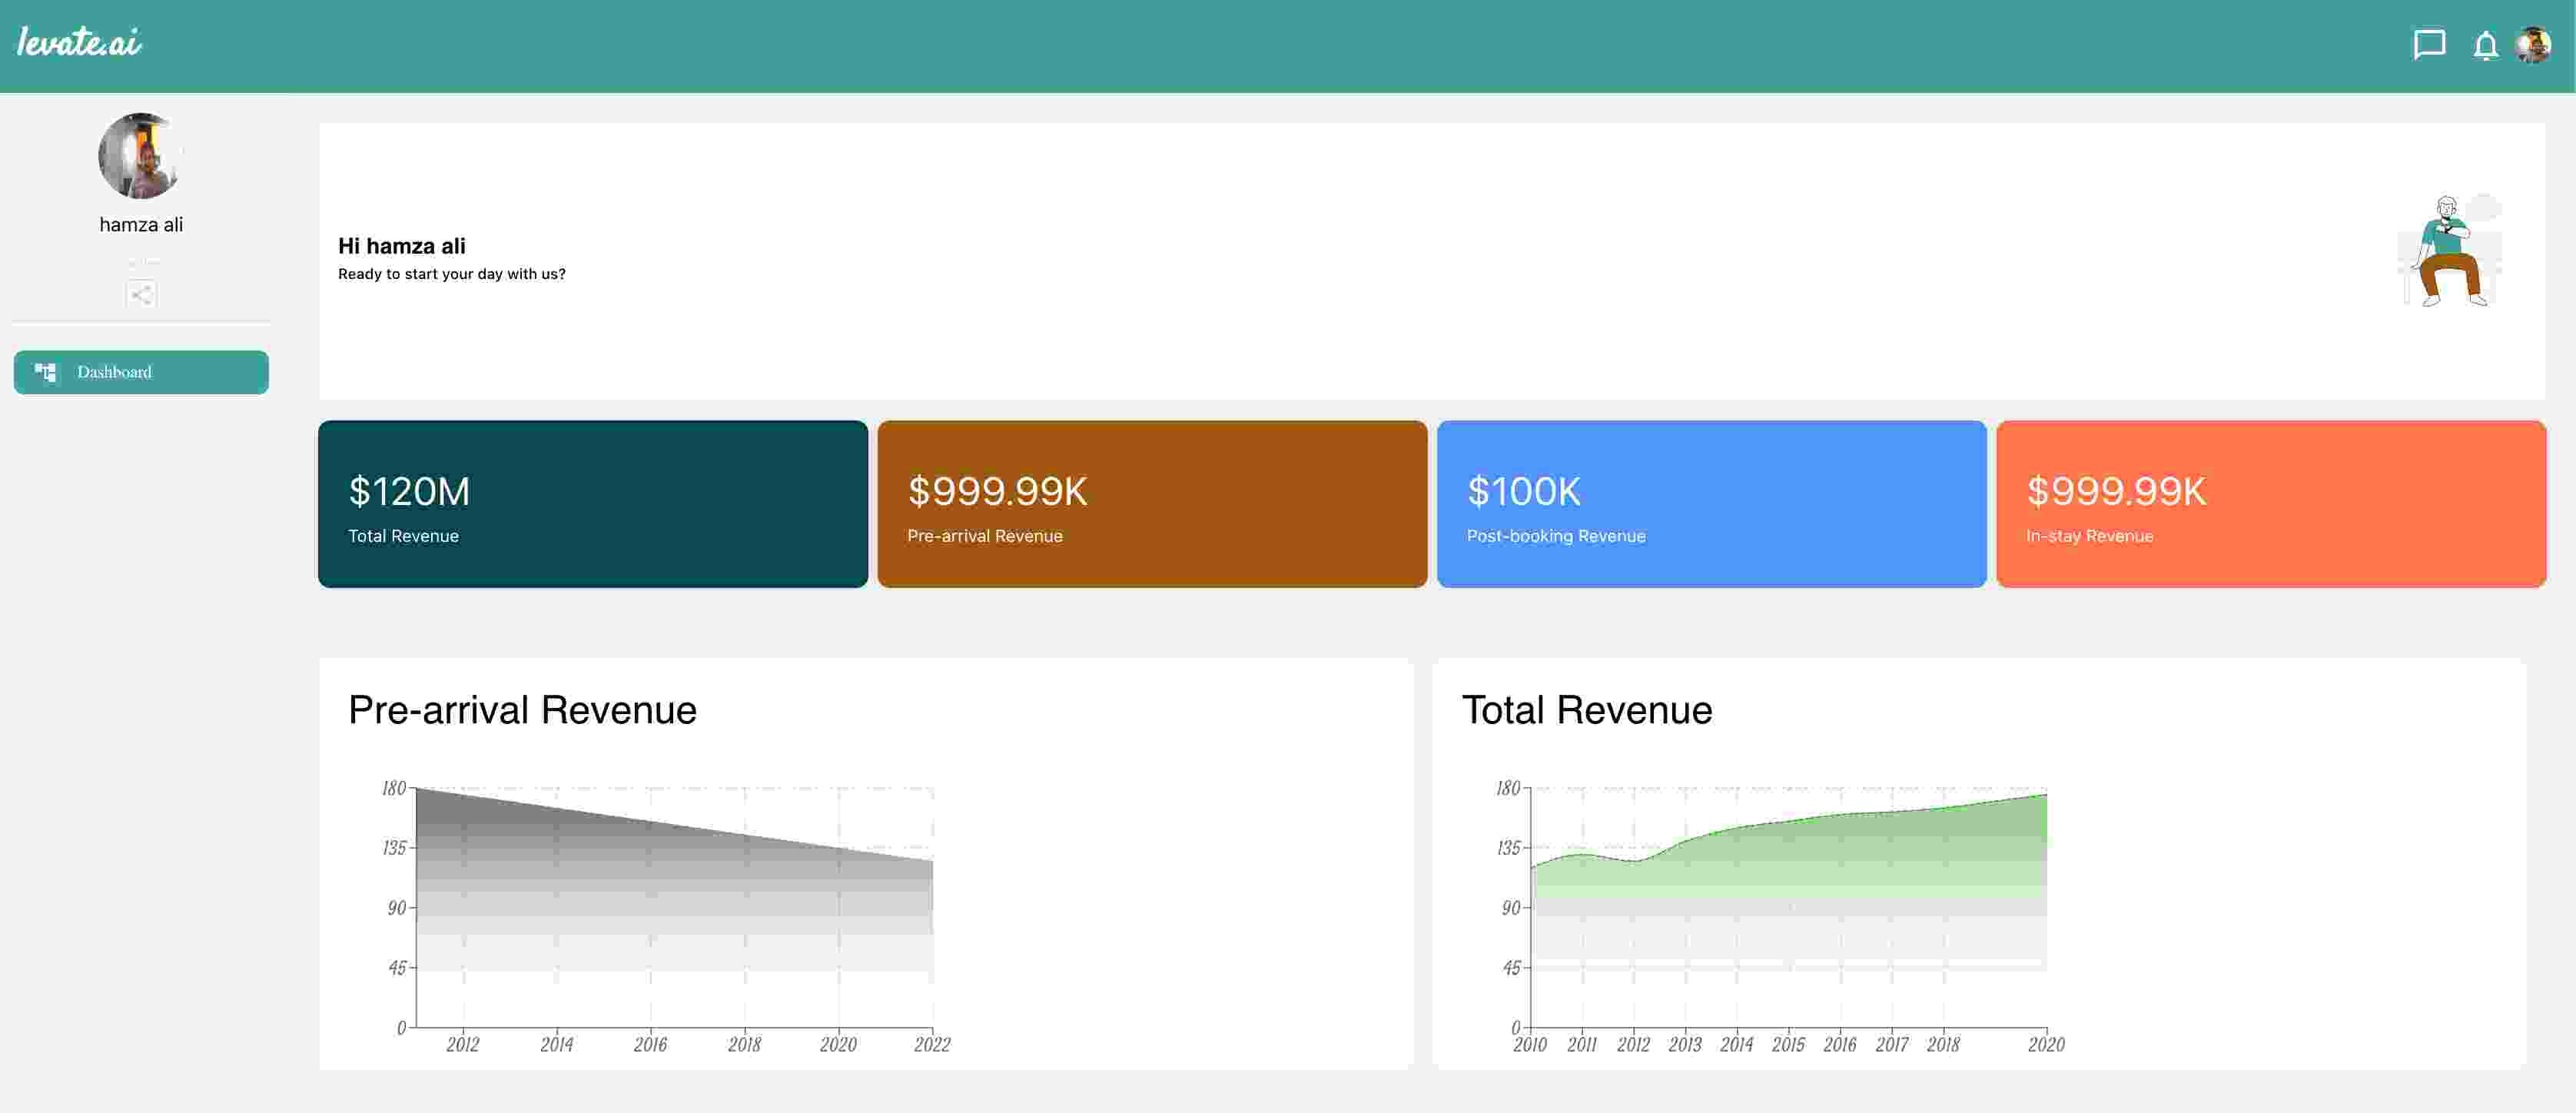 levate.ai
hamza ali
Dashboard
Hi hamza ali
Ready to start your day with us?
$120M
Total Revenue
$999.99K
Pre-arrival Revenue
$100K
Post-booking Revenue
$999.99K
In-stay Revenue
Pre-arrival Revenue
180
135
90
45
0
2012 2014 2016 2018 2020 2022
Total Revenue
180
135
90
45
0
2010 2011 2012 2013 2014 2015 2016 2017 2018 2020